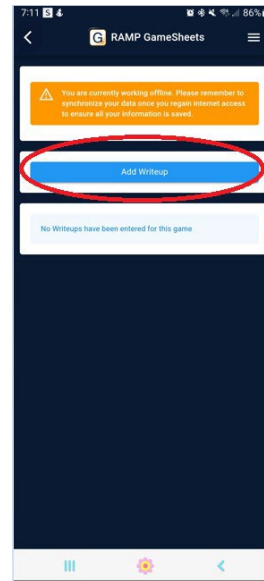 7:11 S 86%
G RAMP GameSheets
You are currently working offline. Please remember to
synchronize your data once you regain internet access
to ensure all your information is saved.
Add Writeup
No Writeups have been entered for this game